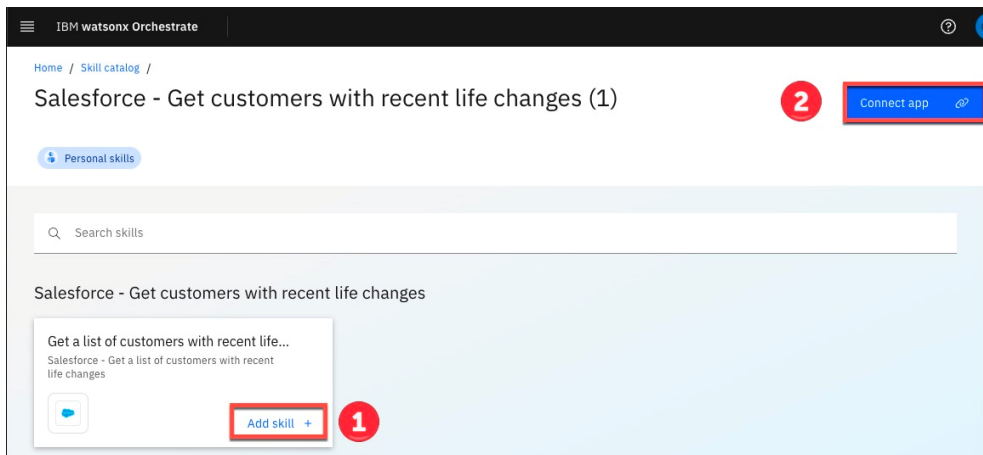 IBM watsonx Orchestrate
Home / Skill catalog /
Salesforce - Get customers with recent life changes (1)
2
Connect app
Personal skills
Search skills
Salesforce - Get customers with recent life changes
Get a list of customers with recent life...
Salesforce - Get a list of customers with recent
life changes
Add skill +
1